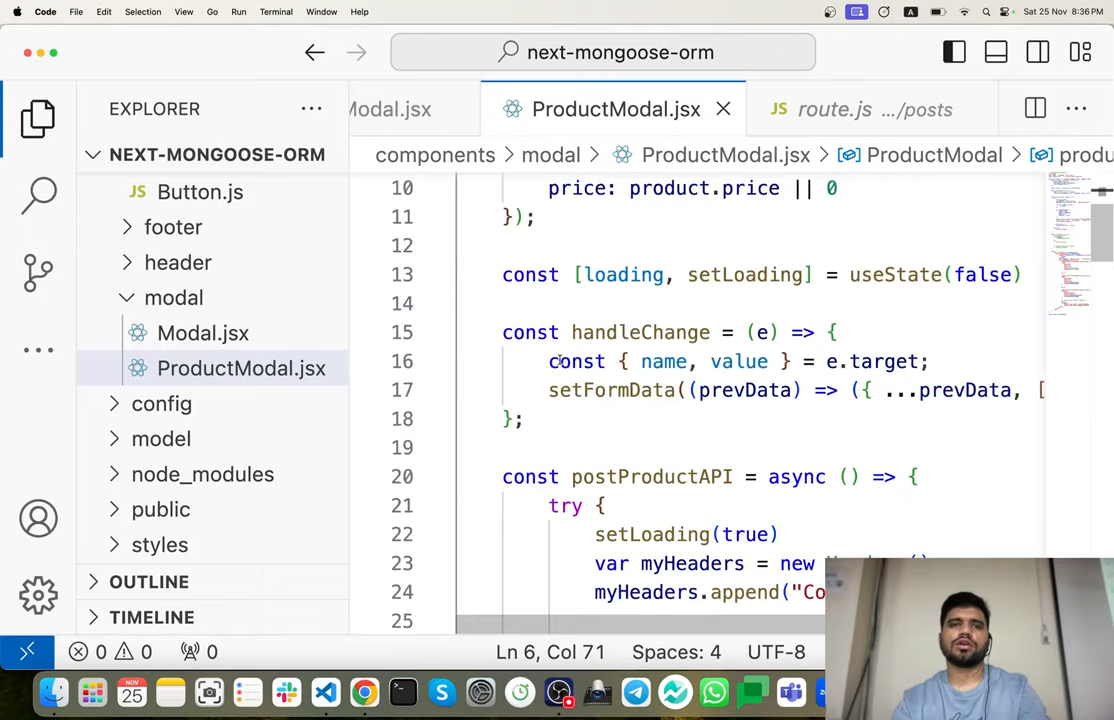 Code File Edit Selection View Go Run Terminal Window Help
A
Sat 25 Nov 8:36 PM
next-mongoose-orm
EXPLORER
NEXT-MONGOOSE-ORM
JS Button.js
footer
header
modal
Modal.jsx
ProductModal.jsx
config
model
node_modules
public
styles
OUTLINE
TIMELINE
Modal.jsx
ProductModal.jsx
JS route.js .../posts
components > modal > ProductModal.jsx > ProductModal > produ
10 price: product.price || 0
11 });
12
13 const [loading, setLoading] = useState(false)
14
15 const handleChange = (e) => {
16 const { name, value } = e.target;
17 setFormData((prevData) => ({ ...prevData, [
18 };
19
20 const postProductAPI = async () => {
21 try {
22 setLoading(true)
23 var myHeaders = new
24 myHeaders.append("Co
25
0 0 0
Ln 6, Col 71
Spaces: 4
UTF-8
NOV
25